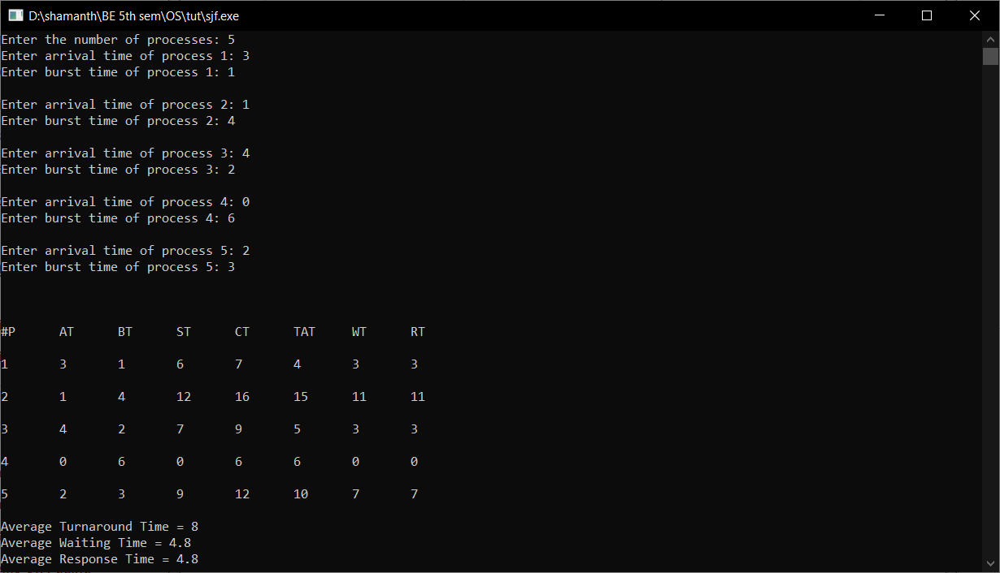 D:\shamanth\BE 5th sem\OS\tut\sjf.exe
Enter the number of processes: 5
Enter arrival time of process 1: 3
Enter burst time of process 1: 1
Enter arrival time of process 2: 1
Enter burst time of process 2: 4
Enter arrival time of process 3: 4
Enter burst time of process 3: 2
Enter arrival time of process 4: 0
Enter burst time of process 4: 6
Enter arrival time of process 5: 2
Enter burst time of process 5: 3
#P AT BT ST CT TAT WT RT
1 3 1 6 7 4 3 3
2 1 4 12 16 15 11 11
3 4 2 7 9 5 3 3
4 0 6 0 6 6 0 0
5 2 3 9 12 10 7 7
Average Turnaround Time = 8
Average Waiting Time = 4.8
Average Response Time = 4.8